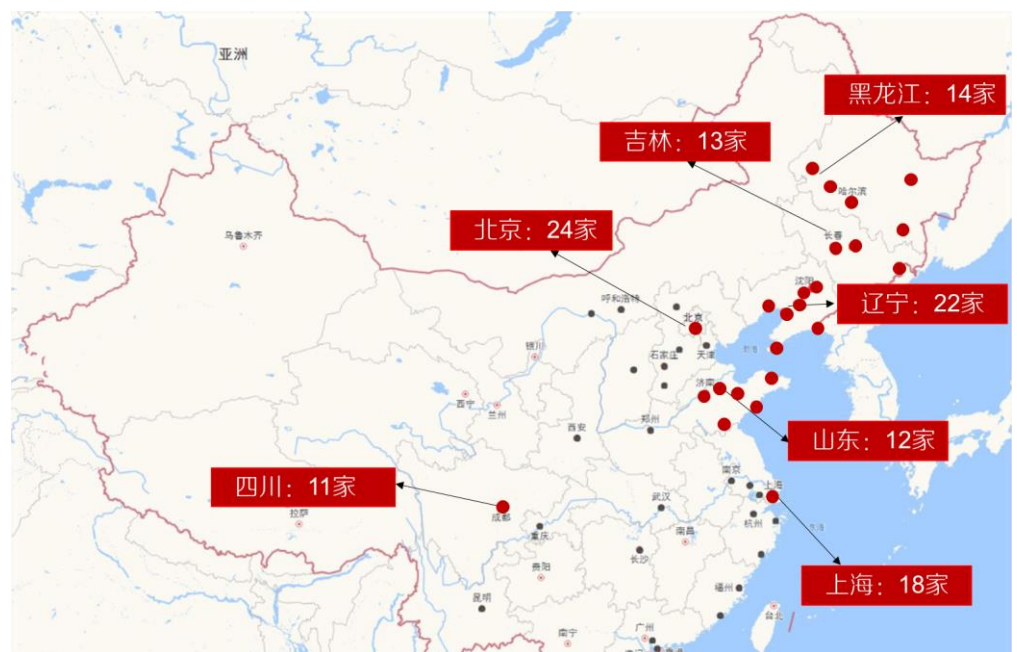 亚洲
黑龙江：14家
吉林：13家
哈尔滨
北京：24家
乌鲁木齐
长春
沈阳
辽宁：22家
呼和浩特
北京
天津
渤海
银川
石家庄
济南
西宁
兰州
郑州
山东：12家
西安
四川：11家
南京
上海
武汉
拉萨
成都
重庆
杭州
东海
南昌
长沙
贵阳
上海：18家
福州
昆明
台北
广州
南宁